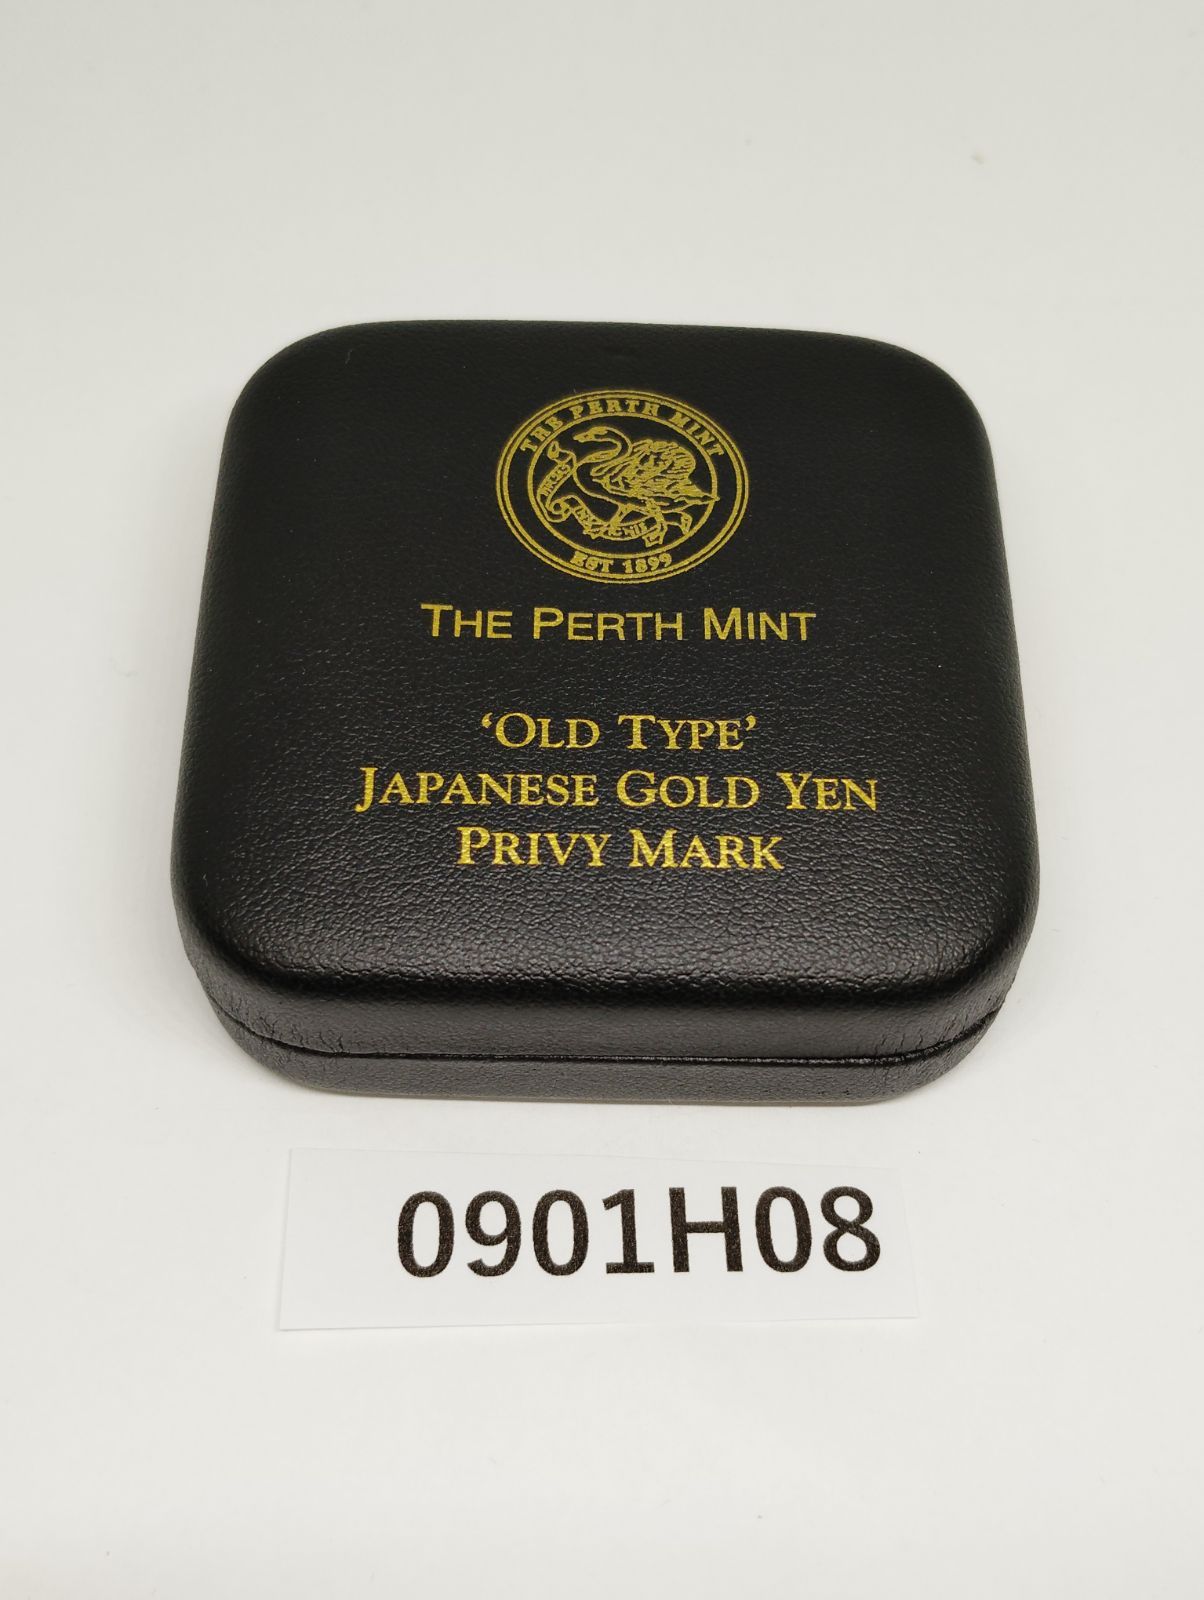 THE PERTH MINT
EST 1899
THE PERTH MINT
‘OLD TYPE’
JAPANESE GOLD YEN
PRIVY MARK
0901H08